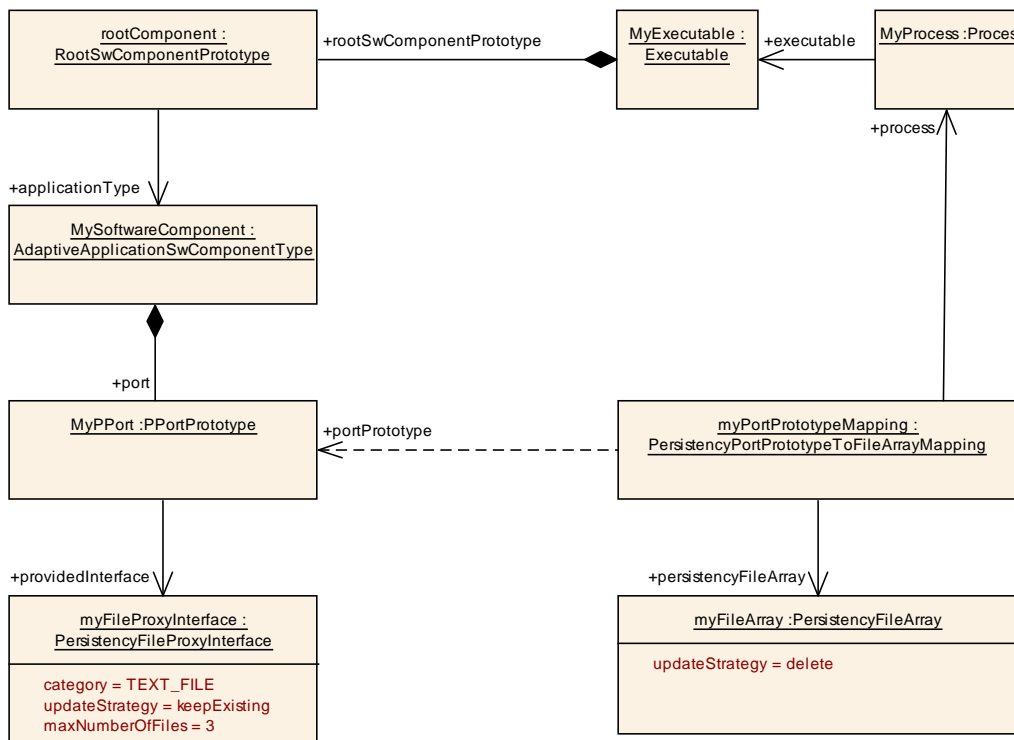 rootComponent :
RootSwComponentPrototype
+rootSwComponentPrototype
MyExecutable :
Executable
+executable
MyProcess :Proces
+process
+applicationType
MySoftwareComponent :
AdaptiveApplicationSwComponentType
+port
MyPPort :PPortPrototype
+portPrototype
myPortPrototypeMapping :
PersistencyPortPrototypeToFileArrayMapping
+providedInterface
+persistencyFileArray
myFileProxyInterface :
PersistencyFileProxyInterface
category = TEXT_FILE
updateStrategy = keepExisting
maxNumberOfFiles = 3
myFileArray :PersistencyFileArray
updateStrategy = delete